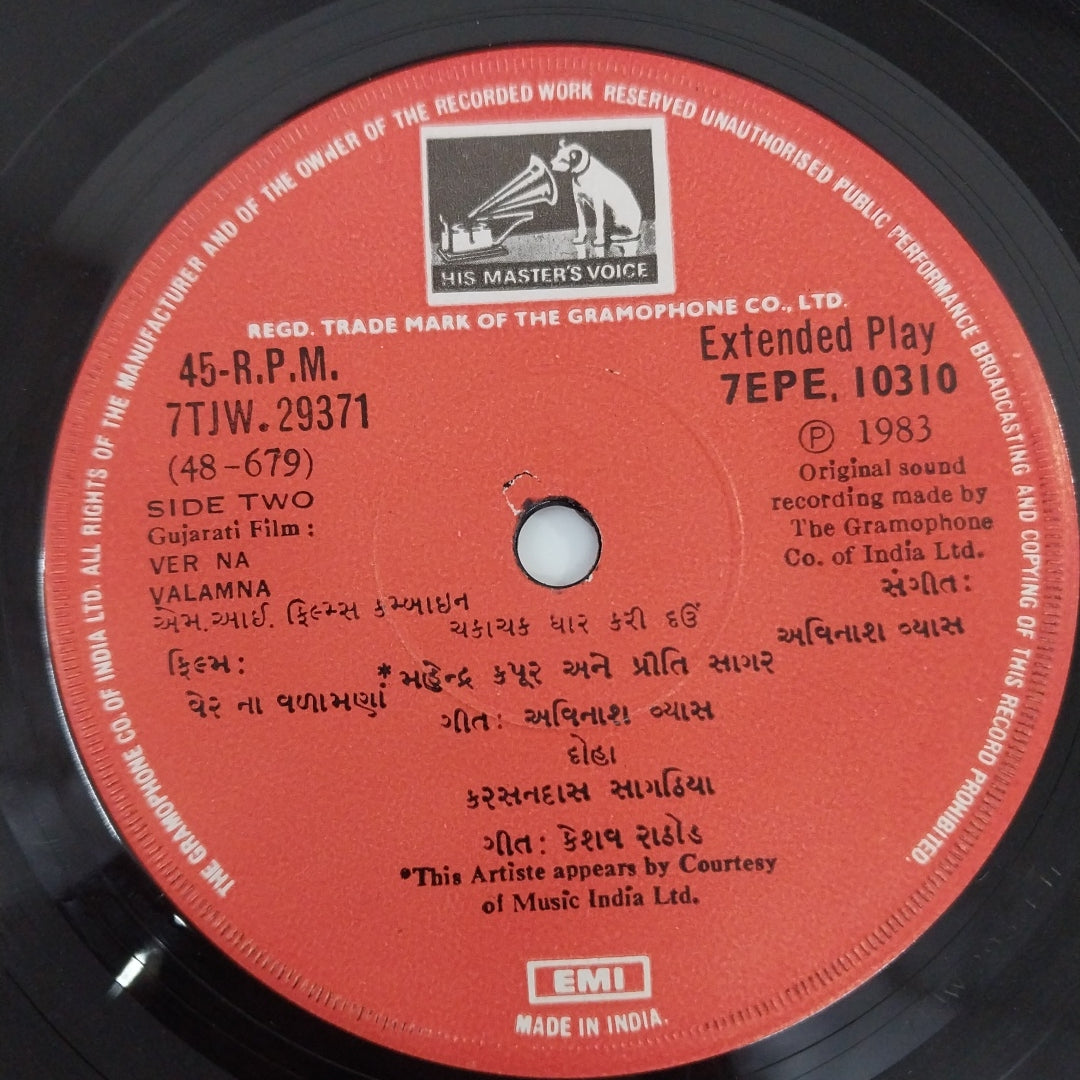 THE GRAMOPHONE CO. OF INDIA LTD. ALL RIGHTS OF THE MANUFACTURER AND OF THE OWNER OF THE RECORDED WORK RESERVED UNAUTHORISED PUBLIC PERFORMANCE BROADCASTING AND COPYING OF THIS RECORD PROHIBITED.
HIS MASTER'S VOICE
REGD. TRADE MARK OF THE GRAMOPHONE CO., LTD.
45-R.P.M.
7TJW.29371
(48-679)
SIDE TWO
Gujarati Film :
VER NA
VALAMNA
Extended Play
7EPE. 10310
Ⓟ 1983
Original sound
recording made by
The Gramophone
Co. of India Ltd.
સંગીત:
અવિનાશ વ્યાસ
એમ.આઈ. ફિલ્મ્સ કમ્બાઇન
ફિલ્મ:
વેર ના વળામણાં
ચકાચક ધાર કરી દઉં
*મહેન્દ્ર કપૂર અને પ્રીતિ સાગર
ગીત: અવિનાશ વ્યાસ
દોહા
કરસનદાસ સાગઠિયા
ગીત: કેશવ રાઠોડ
*This Artiste appears by Courtesy
of Music India Ltd.
EMI
MADE IN INDIA.